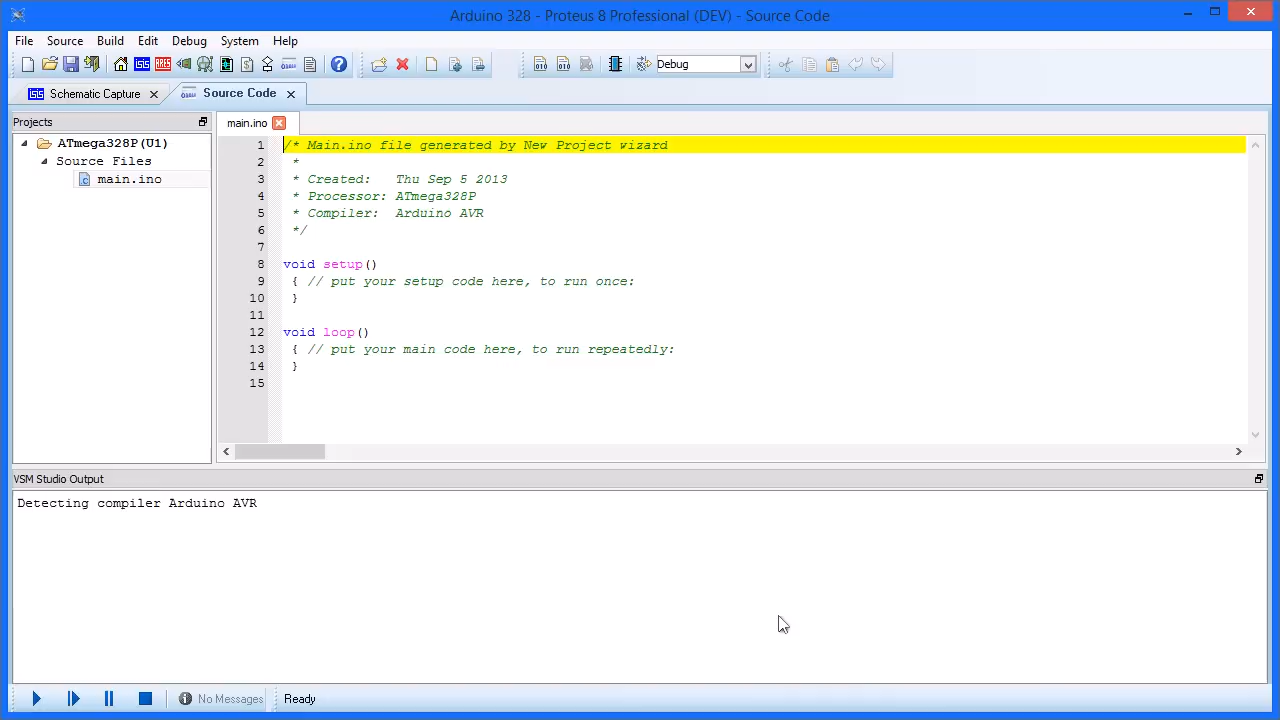 Arduino 328 - Proteus 8 Professional (DEV) - Source Code
File Source Build Edit Debug System Help
Debug
Schematic Capture Source Code
Projects
ATmega328P(U1)
Source Files
main.ino
main.ino
1 /* Main.ino file generated by New Project wizard
2 *
3 * Created: Thu Sep 5 2013
4 * Processor: ATmega328P
5 * Compiler: Arduino AVR
6 */
7
8 void setup()
9 { // put your setup code here, to run once:
10 }
11
12 void loop()
13 { // put your main code here, to run repeatedly:
14 }
15
VSM Studio Output
Detecting compiler Arduino AVR
No Messages Ready